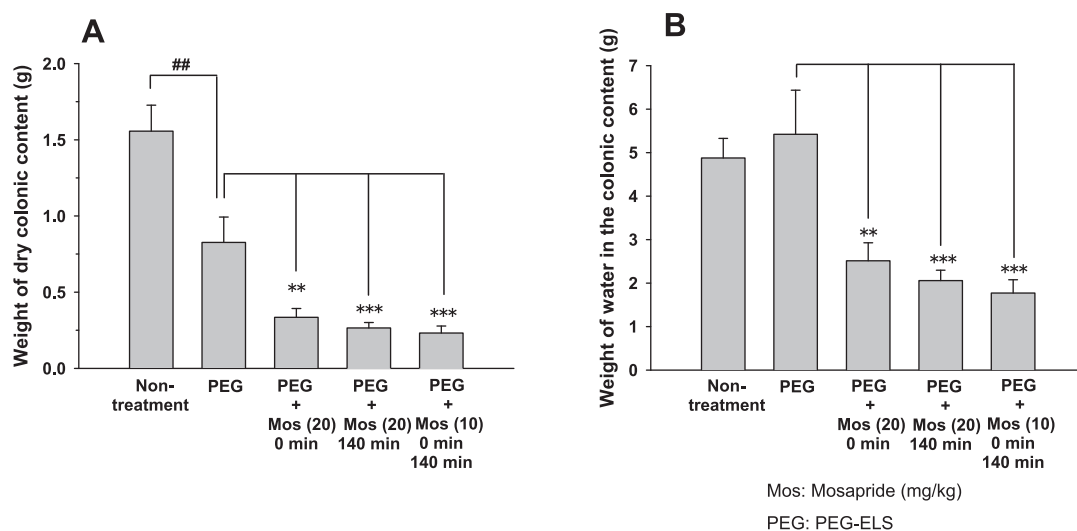 A
Weight of dry colonic content (g)
2.0
1.5
1.0
0.5
0.0
##
**
***
***
Non-
treatment
PEG
PEG
+
Mos (20)
0 min
PEG
+
Mos (20)
140 min
PEG
+
Mos (10)
0 min
140 min
B
Weight of water in the colonic content (g)
7
6
5
4
3
2
1
0
**
***
***
Non-
treatment
PEG
PEG
+
Mos (20)
0 min
PEG
+
Mos (20)
140 min
PEG
+
Mos (10)
0 min
140 min
Mos: Mosapride (mg/kg)
PEG: PEG-ELS